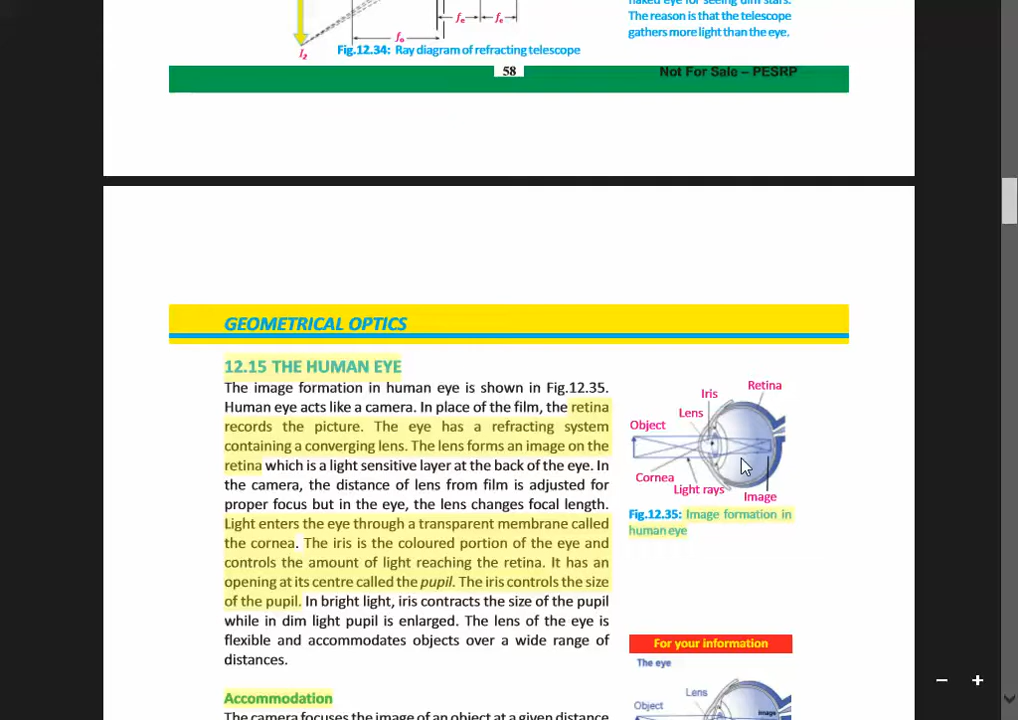 naked eye for seeing dim stars.
The reason is that the telescope
gathers more light than the eye.
fe fe
fo
I2
Fig.12.34: Ray diagram of refracting telescope
58
Not For Sale – PESRP
GEOMETRICAL OPTICS
12.15 THE HUMAN EYE
The image formation in human eye is shown in Fig.12.35.
Human eye acts like a camera. In place of the film, the retina
records the picture. The eye has a refracting system
containing a converging lens. The lens forms an image on the
retina which is a light sensitive layer at the back of the eye. In
the camera, the distance of lens from film is adjusted for
proper focus but in the eye, the lens changes focal length.
Light enters the eye through a transparent membrane called
the cornea. The iris is the coloured portion of the eye and
controls the amount of light reaching the retina. It has an
opening at its centre called the pupil. The iris controls the size
of the pupil. In bright light, iris contracts the size of the pupil
while in dim light pupil is enlarged. The lens of the eye is
flexible and accommodates objects over a wide range of
distances.
Accommodation
The camera focuses the image of an object at a given distance
Retina
Iris
Lens
Object
Cornea
Light rays
Image
Fig.12.35: Image formation in
human eye
For your information
The eye
Lens
Object
image